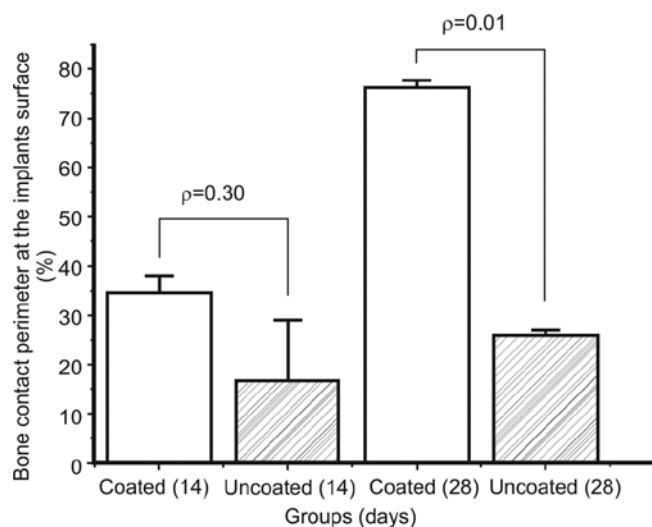 ρ=0.01
ρ=0.30
Bone contact perimeter at the implants surface
(%)
80
70
60
50
40
30
20
10
0
Coated (14) Uncoated (14) Coated (28) Uncoated (28)
Groups (days)